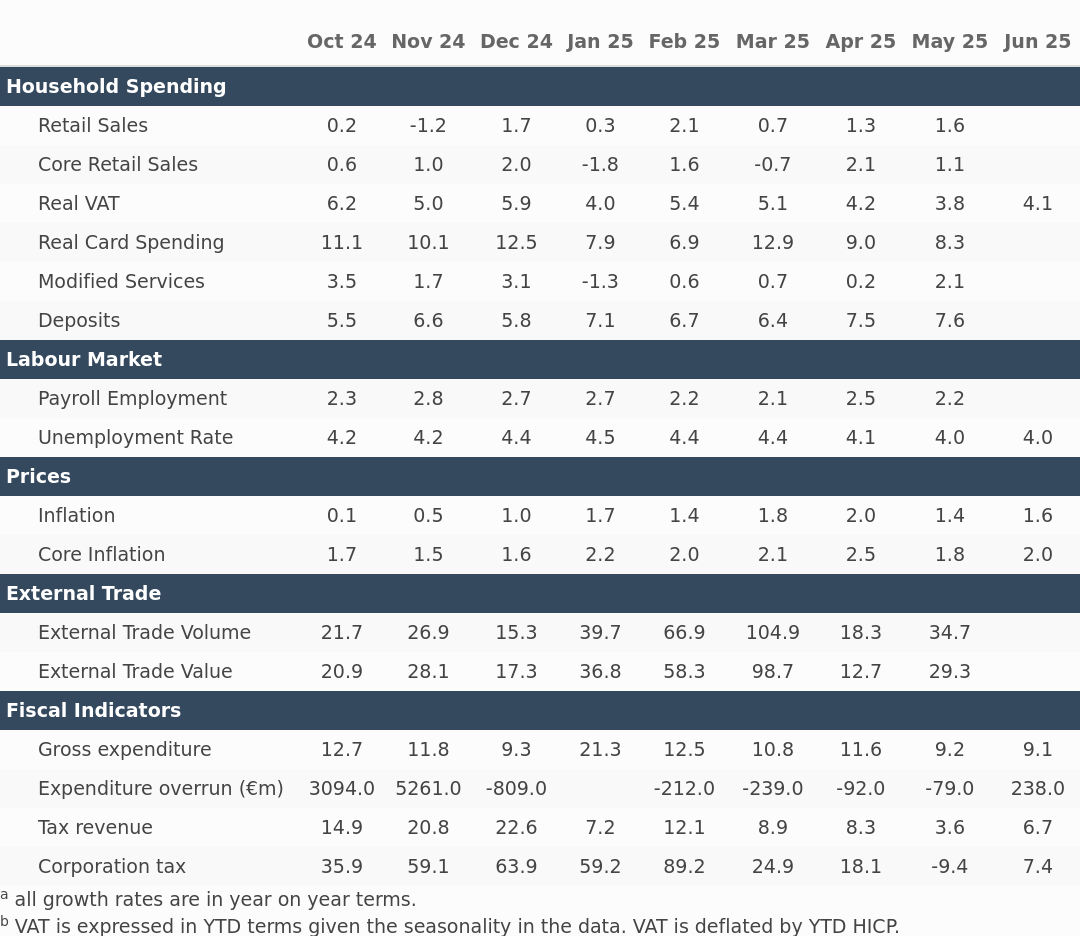 Oct 24 Nov 24 Dec 24 Jan 25 Feb 25 Mar 25 Apr 25 May 25 Jun 25
Household Spending
Retail Sales 0.2 -1.2 1.7 0.3 2.1 0.7 1.3 1.6
Core Retail Sales 0.6 1.0 2.0 -1.8 1.6 -0.7 2.1 1.1
Real VAT 6.2 5.0 5.9 4.0 5.4 5.1 4.2 3.8 4.1
Real Card Spending 11.1 10.1 12.5 7.9 6.9 12.9 9.0 8.3
Modified Services 3.5 1.7 3.1 -1.3 0.6 0.7 0.2 2.1
Deposits 5.5 6.6 5.8 7.1 6.7 6.4 7.5 7.6
Labour Market
Payroll Employment 2.3 2.8 2.7 2.7 2.2 2.1 2.5 2.2
Unemployment Rate 4.2 4.2 4.4 4.5 4.4 4.4 4.1 4.0 4.0
Prices
Inflation 0.1 0.5 1.0 1.7 1.4 1.8 2.0 1.4 1.6
Core Inflation 1.7 1.5 1.6 2.2 2.0 2.1 2.5 1.8 2.0
External Trade
External Trade Volume 21.7 26.9 15.3 39.7 66.9 104.9 18.3 34.7
External Trade Value 20.9 28.1 17.3 36.8 58.3 98.7 12.7 29.3
Fiscal Indicators
Gross expenditure 12.7 11.8 9.3 21.3 12.5 10.8 11.6 9.2 9.1
Expenditure overrun (€m) 3094.0 5261.0 -809.0 -212.0 -239.0 -92.0 -79.0 238.0
Tax revenue 14.9 20.8 22.6 7.2 12.1 8.9 8.3 3.6 6.7
Corporation tax 35.9 59.1 63.9 59.2 89.2 24.9 18.1 -9.4 7.4
a all growth rates are in year on year terms.
b VAT is expressed in YTD terms given the seasonality in the data. VAT is deflated by YTD HICP.